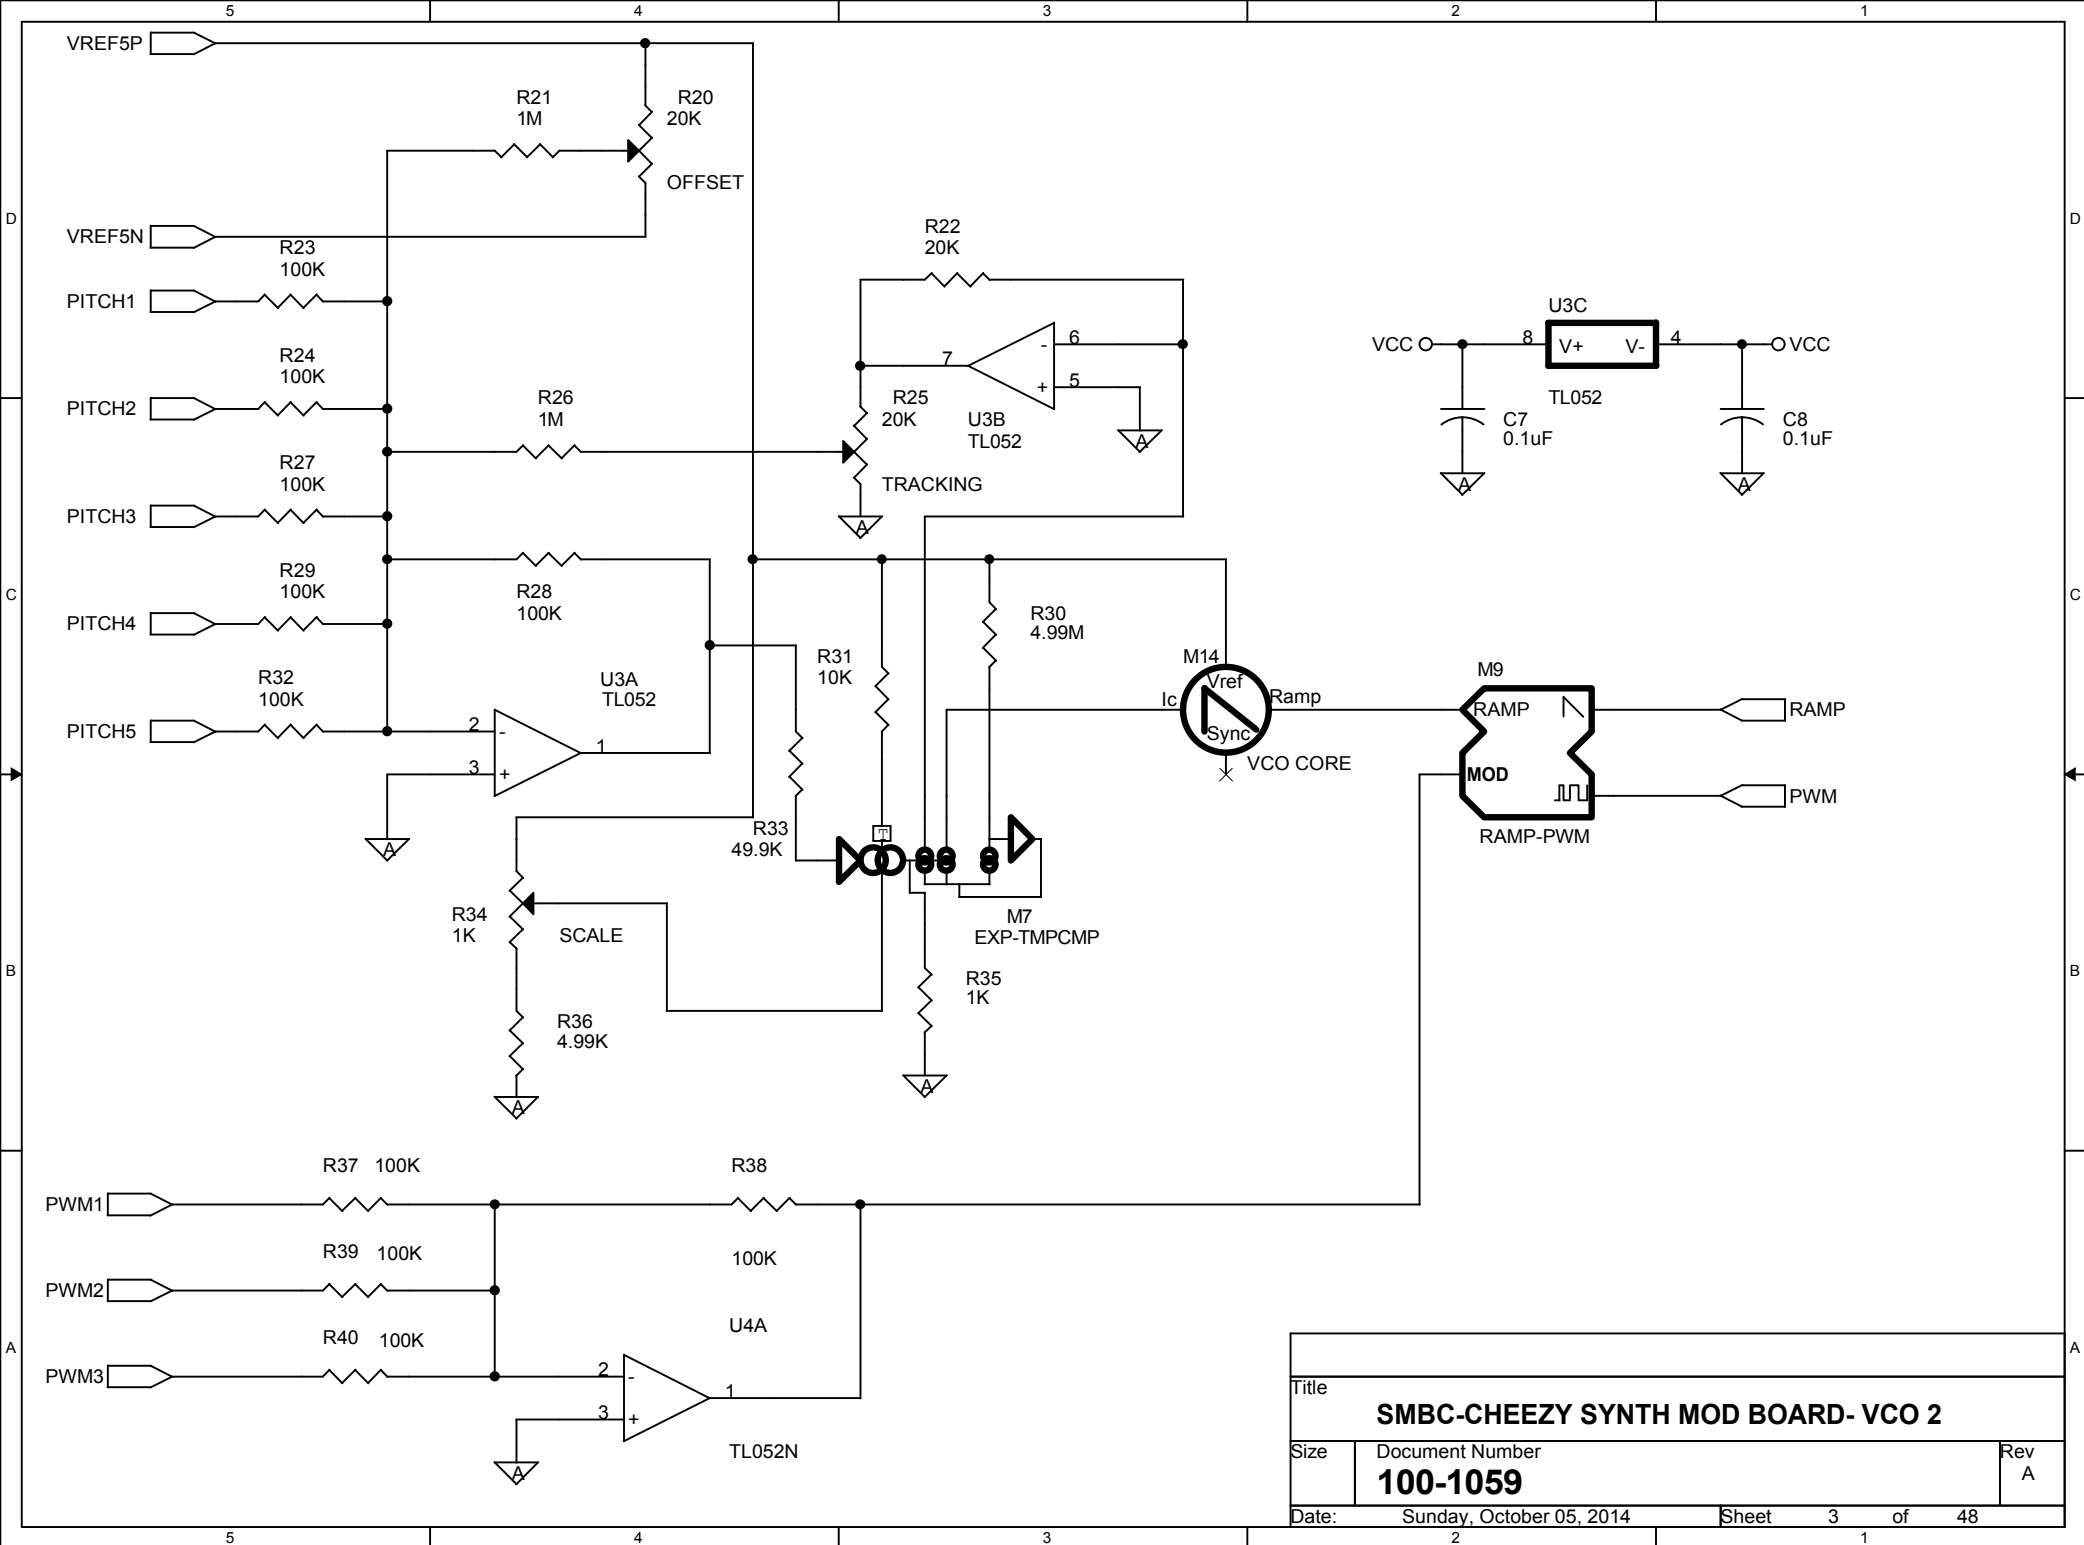 5 4 3 2 1
VREF5P
R21
1M
R20
20K
OFFSET
D
D
VREF5N
R23
100K
PITCH1
R22
20K
U3C
VCC
8
V+
V-
4
VCC
TL052
C7
0.1uF
C8
0.1uF
A
A
R24
100K
PITCH2
R26
1M
7
-
6
+
5
R25
20K
U3B
TL052
A
TRACKING
A
R27
100K
PITCH3
R29
100K
PITCH4
R28
100K
C
C
R30
4.99M
R31
10K
R32
100K
PITCH5
U3A
TL052
2
-
3
+
1
A
M14
Vref
Ic
Ramp
Sync
VCO CORE
M9
RAMP
MOD
RAMP-PWM
RAMP
PWM
R33
49.9K
T
M7
EXP-TMPCMP
R34
1K
SCALE
R35
1K
A
B
B
R36
4.99K
A
R37 100K
PWM1
R38
100K
R39 100K
PWM2
R40 100K
PWM3
U4A
2
-
3
+
1
TL052N
A
A
A
Title
SMBC-CHEEZY SYNTH MOD BOARD- VCO 2
Size
Document Number
Rev
100-1059
A
Date: Sunday, October 05, 2014 Sheet 3 of 48
5 4 3 2 1